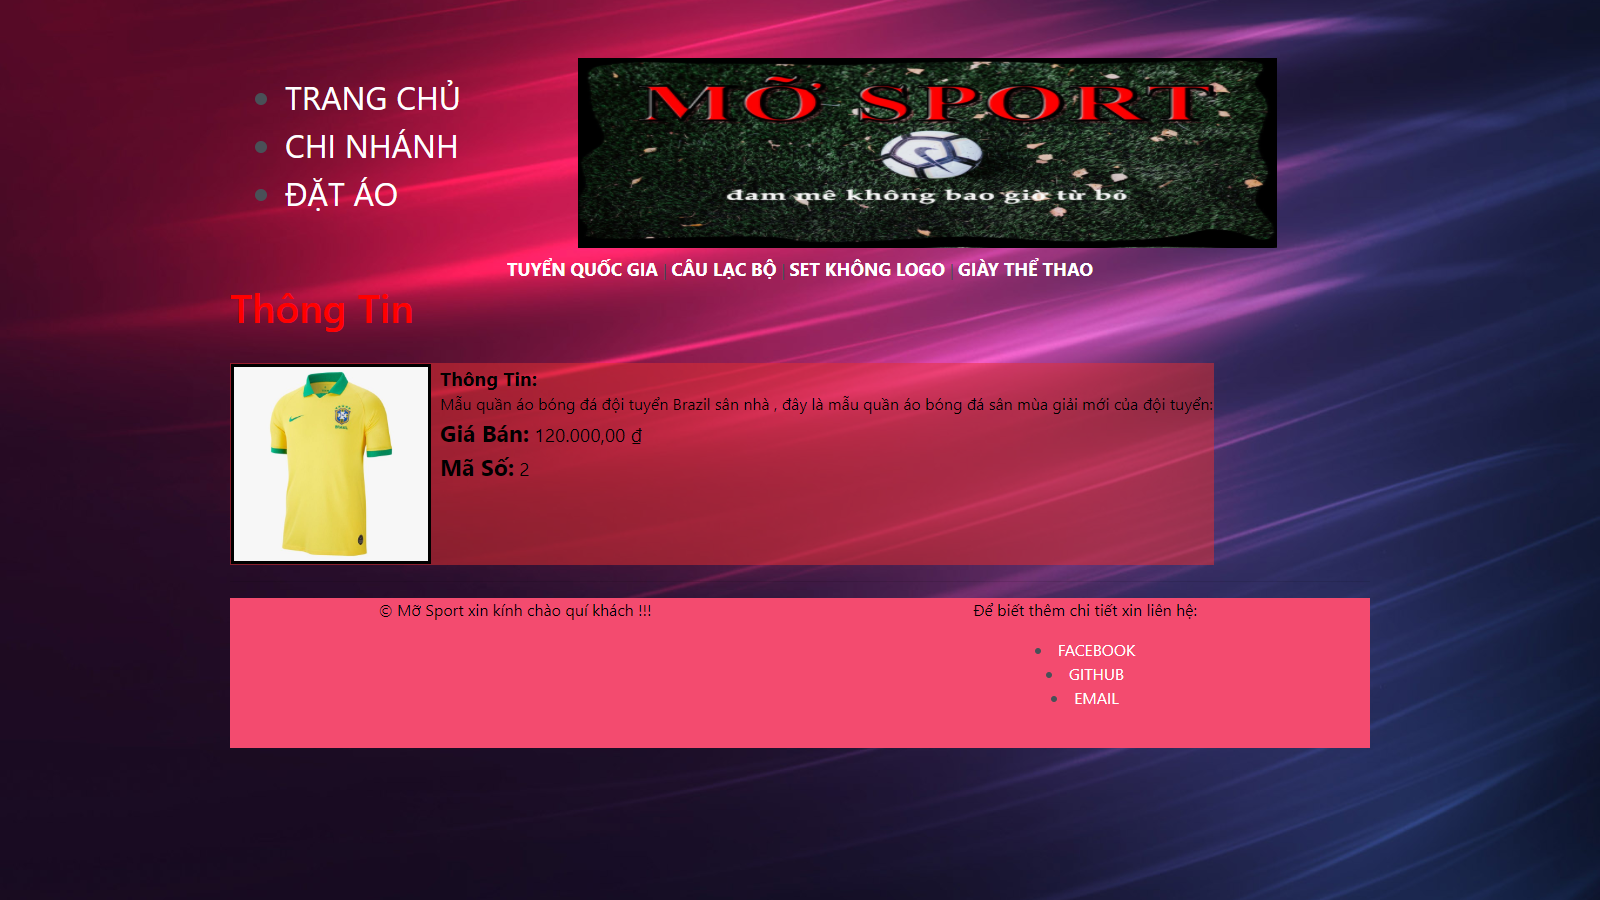 TRANG CHỦ
CHI NHÁNH
ĐẶT ÁO
MỠ SPORT
đam mê không bao giờ từ bỏ
TUYỂN QUỐC GIA | CÂU LẠC BỘ | SET KHÔNG LOGO | GIÀY THỂ THAO
Thông Tin
Thông Tin:
Mẫu quần áo bóng đá đội tuyển Brazil sân nhà , đây là mẫu quần áo bóng đá sân mùa giải mới của đội tuyển:
Giá Bán: 120.000,00 ₫
Mã Số: 2
© Mỡ Sport xin kính chào quí khách !!!
Để biết thêm chi tiết xin liên hệ:
FACEBOOK
GITHUB
EMAIL